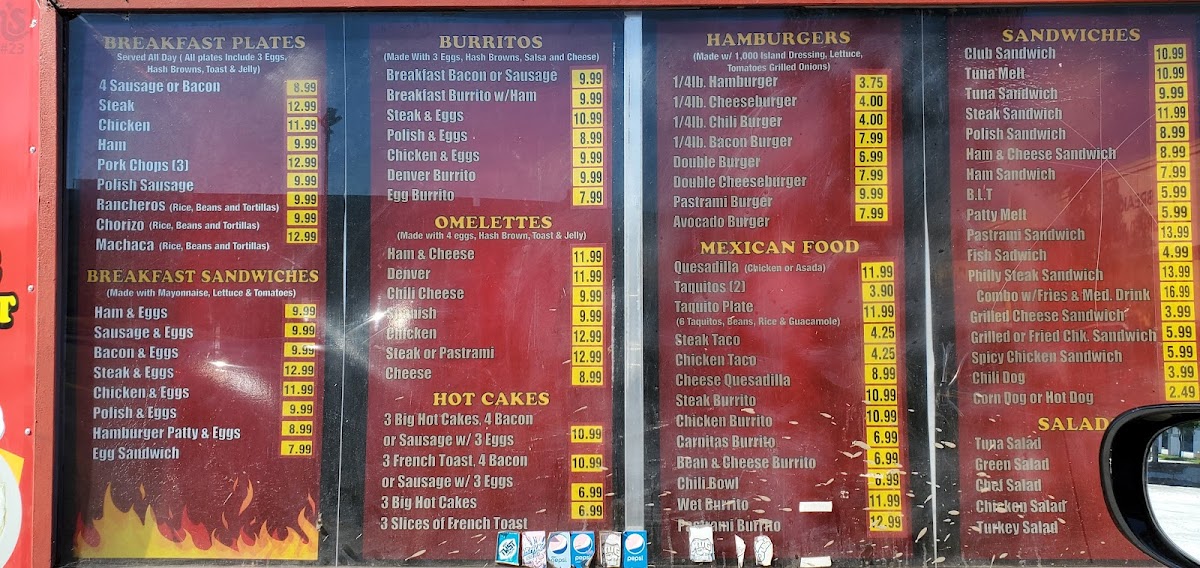 BREAKFAST PLATES
Served All Day ( All plates Include 3 Eggs,
Hash Browns, Toast & Jelly)
4 Sausage or Bacon 8.99
Steak 12.99
Chicken 11.99
Ham 9.99
Pork Chops (3) 12.99
Polish Sausage 9.99
Rancheros (Rice, Beans and Tortillas) 9.99
Chorizo (Rice, Beans and Tortillas) 9.99
Machaca (Rice, Beans and Tortillas) 12.99
BREAKFAST SANDWICHES
(Made with Mayonnaise, Lettuce & Tomatoes)
Ham & Eggs 9.99
Sausage & Eggs 9.99
Bacon & Eggs 9.99
Steak & Eggs 12.99
Chicken & Eggs 11.99
Polish & Eggs 9.99
Hamburger Patty & Eggs 8.99
Egg Sandwich 7.99
BURRITOS
(Made With 3 Eggs, Hash Browns, Salsa and Cheese)
Breakfast Bacon or Sausage 9.99
Breakfast Burrito w/Ham 9.99
Steak & Eggs 10.99
Polish & Eggs 8.99
Chicken & Eggs 9.99
Denver Burrito 9.99
Egg Burrito 7.99
OMELETTES
(Made with 4 eggs, Hash Brown, Toast & Jelly)
Ham & Cheese 11.99
Denver 11.99
Chili Cheese 9.99
Spanish 9.99
Chicken 12.99
Steak or Pastrami 12.99
Cheese 8.99
HOT CAKES
3 Big Hot Cakes, 4 Bacon
or Sausage w/ 3 Eggs 10.99
3 French Toast, 4 Bacon 10.99
or Sausage w/ 3 Eggs
3 Big Hot Cakes 6.99
3 Slices of French Toast 6.99
HAMBURGERS
(Made w/ 1,000 Island Dressing, Lettuce,
Tomatoes Grilled Onions)
1/4lb. Hamburger 3.75
1/4lb. Cheeseburger 4.00
1/4lb. Chili Burger 4.00
1/4lb. Bacon Burger 7.99
Double Burger 6.99
Double Cheeseburger 7.99
Pastrami Burger 9.99
Avocado Burger 7.99
MEXICAN FOOD
Quesadilla (Chicken or Asada) 11.99
Taquitos (2) 3.90
Taquito Plate 11.99
(6 Taquitos, Beans, Rice & Guacamole)
Steak Taco 4.25
Chicken Taco 4.25
Cheese Quesadilla 8.99
Steak Burrito 10.99
Chicken Burrito 10.99
Carnitas Burrito 6.99
Bean & Cheese Burrito 6.99
Chili Bowl 6.99
Wet Burrito 11.99
Pastrami Burrito 12.99
SANDWICHES
Club Sandwich 10.99
Tuna Melt 10.99
Tuna Sandwich 9.99
Steak Sandwich 11.99
Polish Sandwich 8.99
Ham & Cheese Sandwich 8.99
Ham Sandwich 7.99
B.L.T 5.99
Patty Melt 5.99
Pastrami Sandwich 13.99
Fish Sadwich 4.99
Philly Steak Sandwich 13.99
Combo w/Fries & Med. Drink 16.99
Grilled Cheese Sandwich 3.99
Grilled or Fried Chk. Sandwich 5.99
Spicy Chicken Sandwich 5.99
Chili Dog 3.99
Corn Dog or Hot Dog 2.49
SALAD
Tuna Salad
Green Salad
Chef Salad
Chicken Salad
Turkey Salad
pepsi
pepsi
pepsi